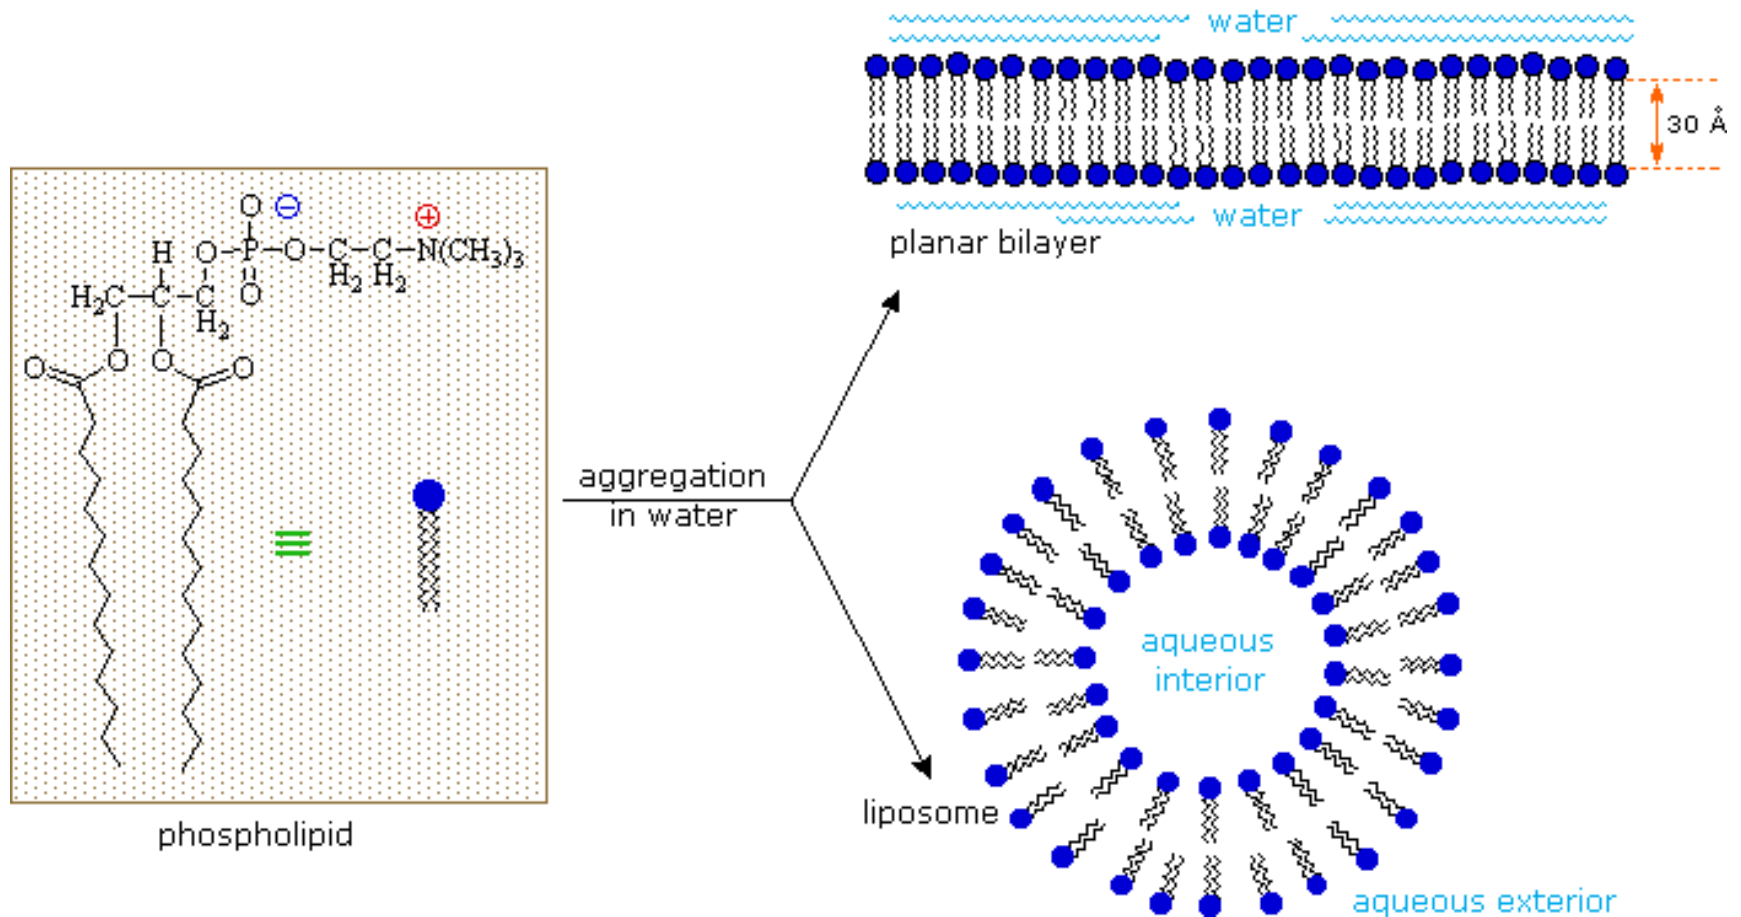 water
30 Å
water
planar bilayer
O ⊖ ⊕
H O–P–O–C–C–N(CH₃)₃
H₂ H₂
H₂C–C–C O
H₂
O O O O
aggregation
in water
aqueous
interior
liposome
phospholipid
aqueous exterior